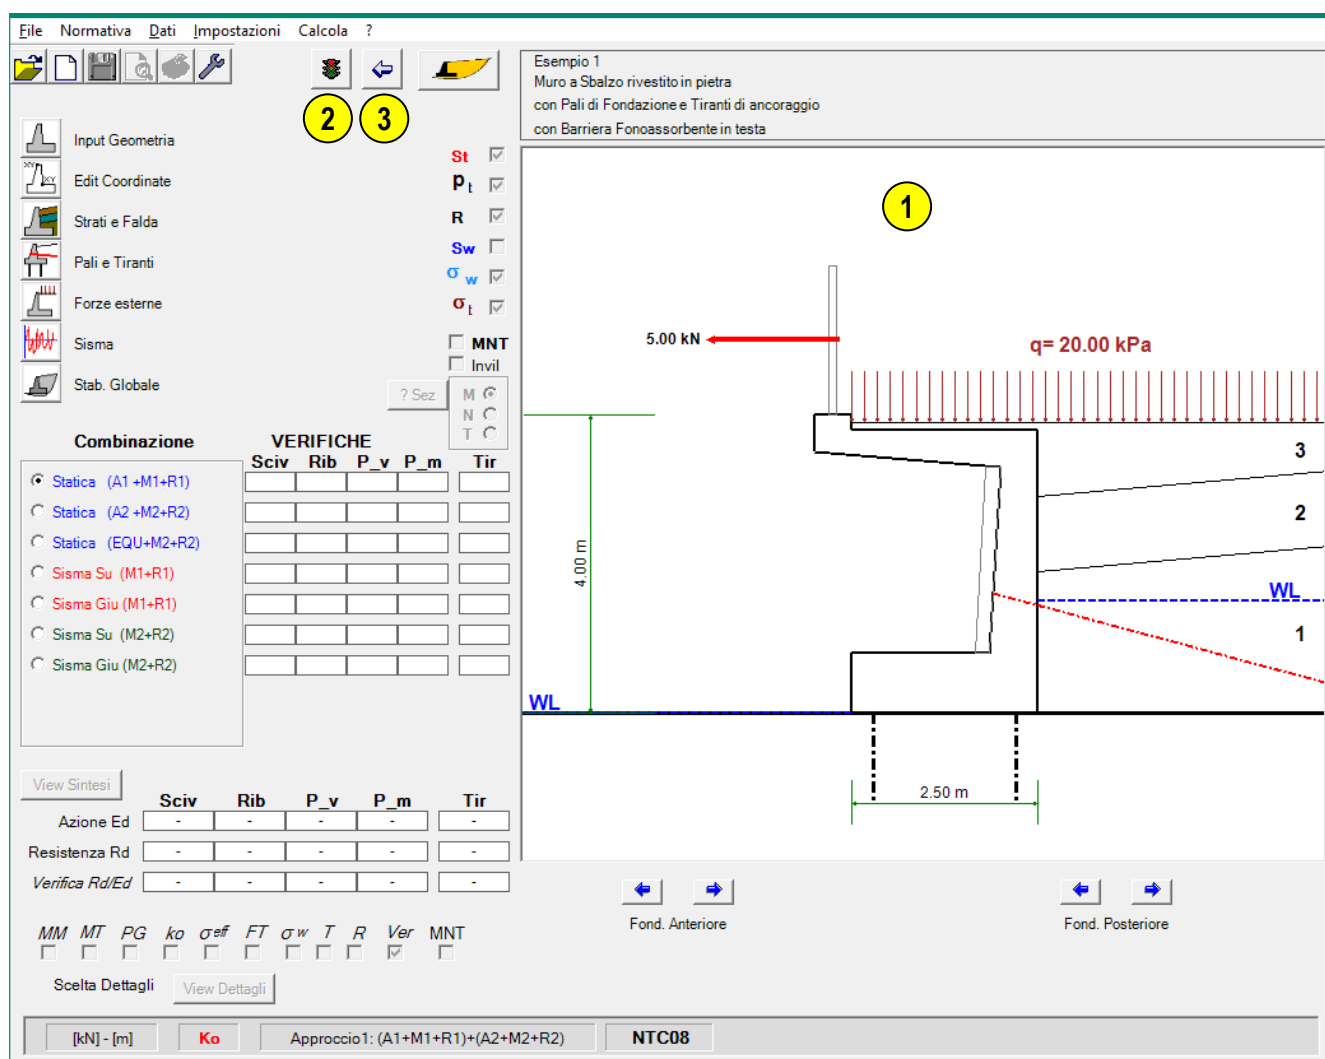 File Normativa Dati Impostazioni Calcola ?
2 3
Input Geometria
Edit Coordinate
Strati e Falda
Pali e Tiranti
Forze esterne
Sisma
Stab. Globale
XY
XY
St
Pt
R
Sw
σw
σt
MNT
Invil
? Sez
M
N
T
Combinazione
VERIFICHE
Sciv Rib P_v P_m Tir
Statica (A1 +M1+R1)
Statica (A2 +M2+R2)
Statica (EQU+M2+R2)
Sisma Su (M1+R1)
Sisma Giu (M1+R1)
Sisma Su (M2+R2)
Sisma Giu (M2+R2)
View Sintesi
Sciv Rib P_v P_m Tir
Azione Ed - - - - -
Resistenza Rd - - - - -
Verifica Rd/Ed - - - - -
MM MT PG ko σeff FT σw T R Ver MNT
Scelta Dettagli View Dettagli
Esempio 1
Muro a Sbalzo rivestito in pietra
con Pali di Fondazione e Tiranti di ancoraggio
con Barriera Fonoassorbente in testa
1
5.00 kN
q= 20.00 kPa
3
2
4.00 m
WL
1
WL
2.50 m
Fond. Anteriore
Fond. Posteriore
[kN] - [m] Ko Approccio1: (A1+M1+R1)+(A2+M2+R2) NTC08